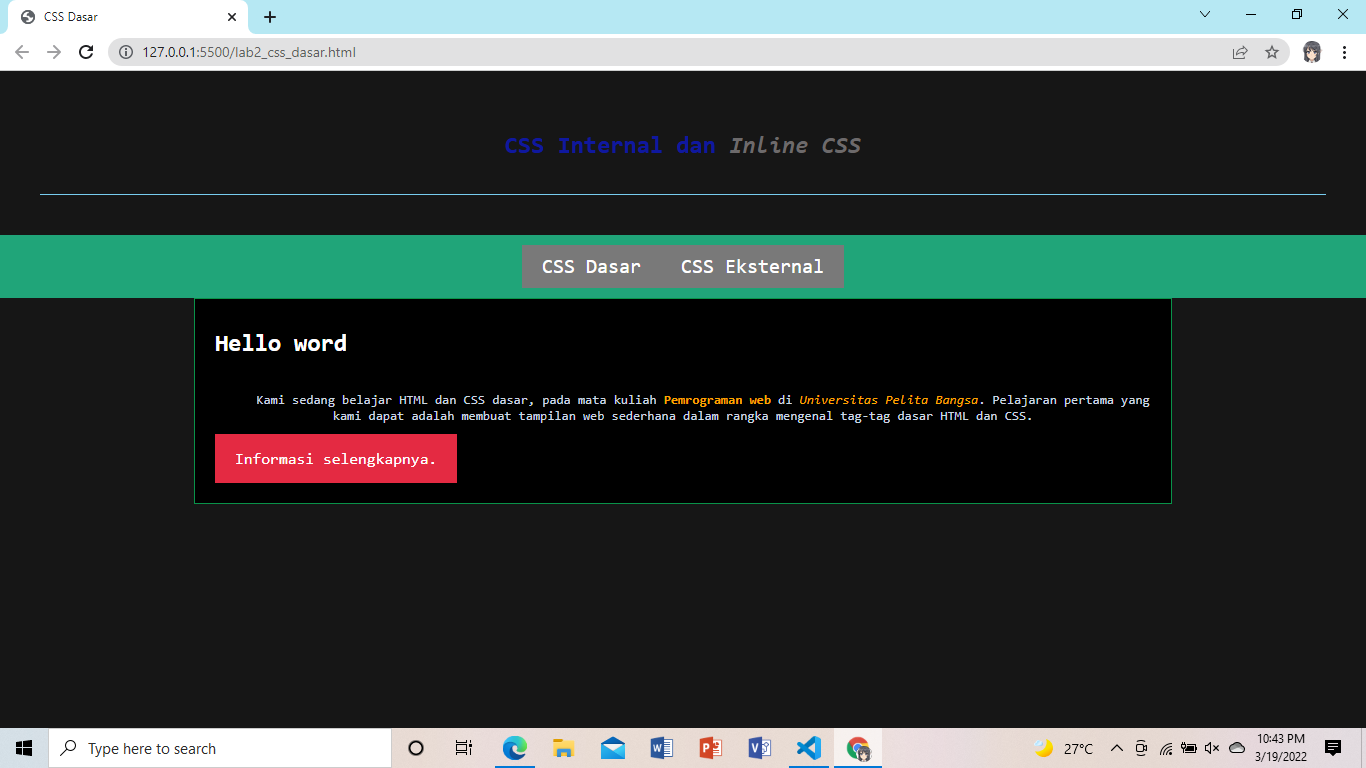 CSS Dasar
127.0.0.1:5500/lab2_css_dasar.html
CSS Internal dan Inline CSS
CSS Dasar CSS Eksternal
Hello word
Kami sedang belajar HTML dan CSS dasar, pada mata kuliah Pemrograman web di Universitas Pelita Bangsa. Pelajaran pertama yang
kami dapat adalah membuat tampilan web sederhana dalam rangka mengenal tag-tag dasar HTML dan CSS.
Informasi selengkapnya.
Type here to search
27°C
10:43 PM
3/19/2022